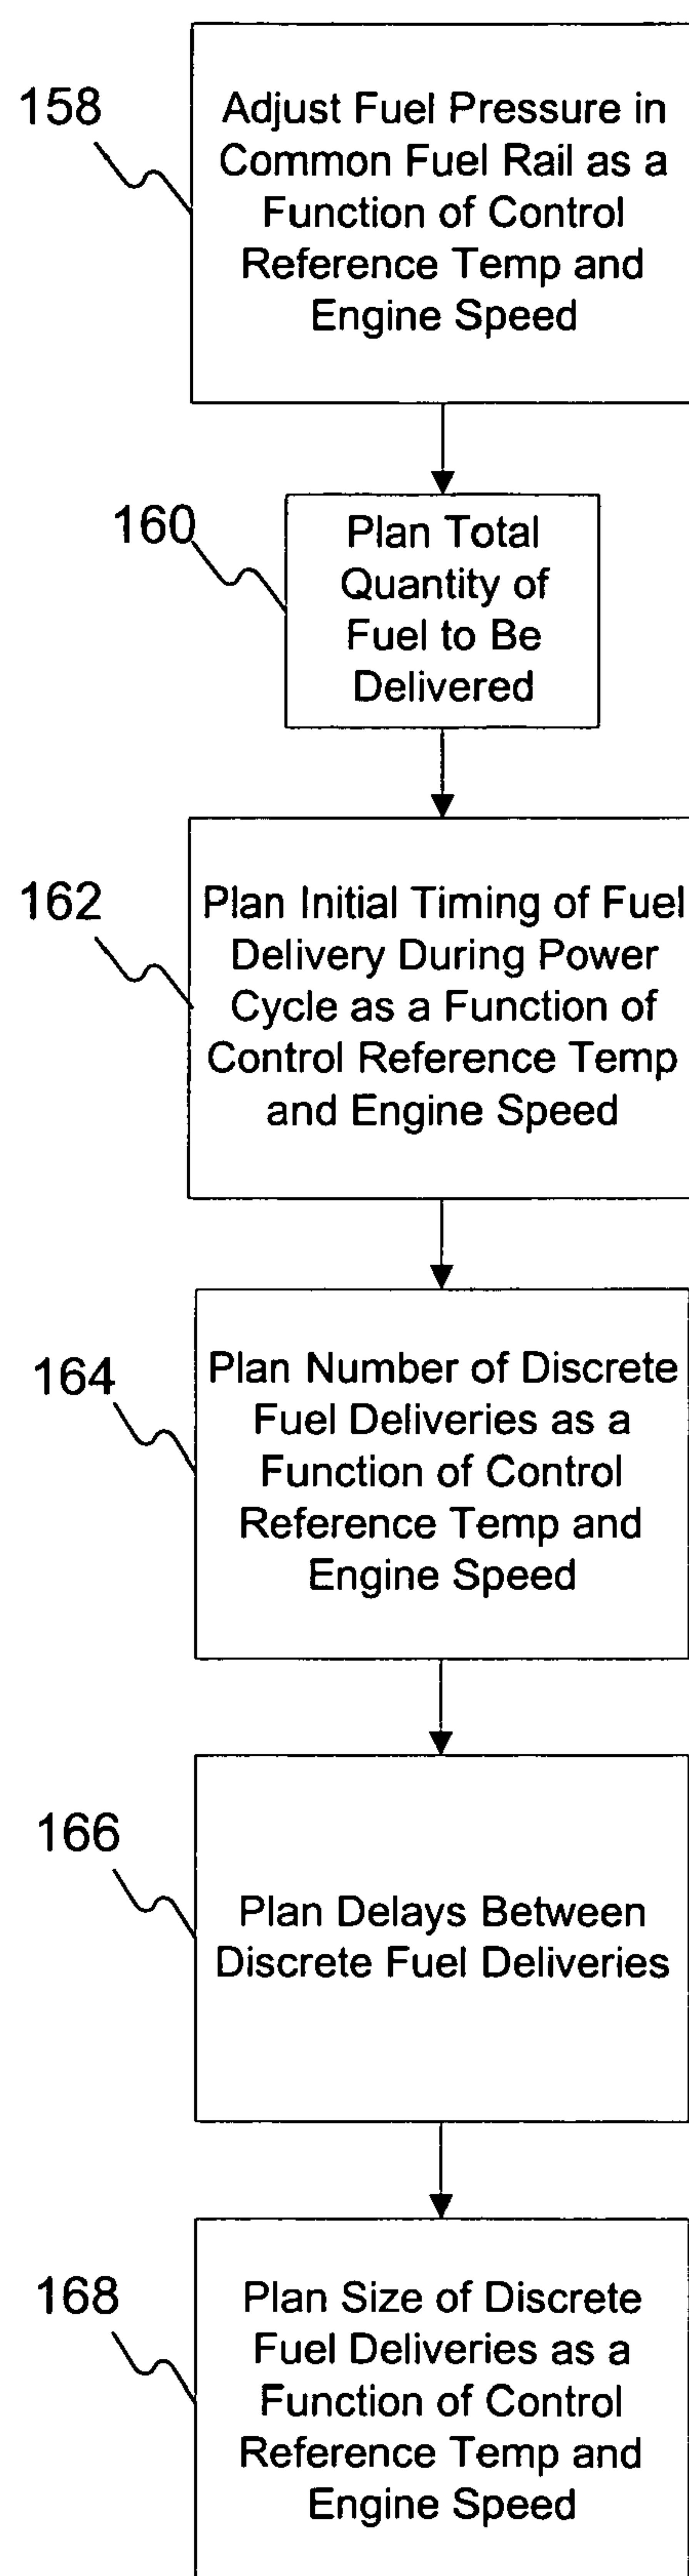 158
Adjust Fuel Pressure in
Common Fuel Rail as a
Function of Control
Reference Temp and
Engine Speed
160
Plan Total
Quantity of
Fuel to Be
Delivered
162
Plan Initial Timing of Fuel
Delivery During Power
Cycle as a Function of
Control Reference Temp
and Engine Speed
164
Plan Number of Discrete
Fuel Deliveries as a
Function of Control
Reference Temp and
Engine Speed
166
Plan Delays Between
Discrete Fuel Deliveries
168
Plan Size of Discrete
Fuel Deliveries as a
Function of Control
Reference Temp and
Engine Speed